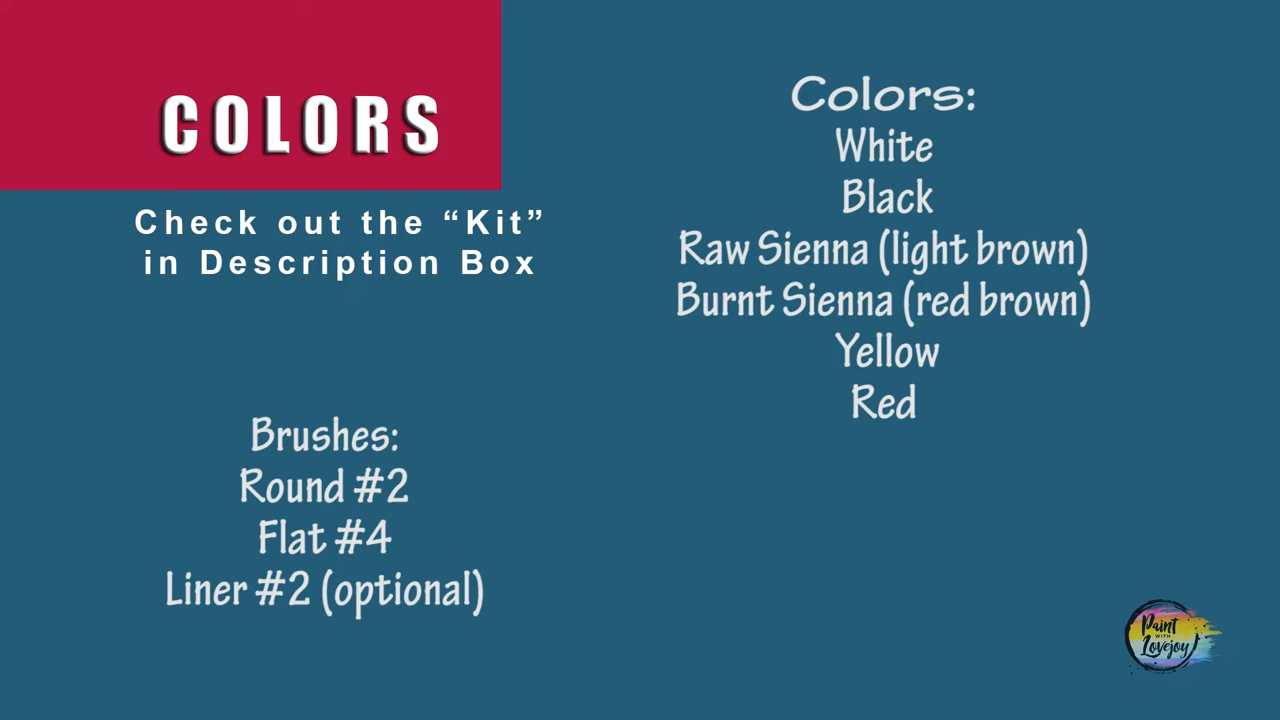 COLORS
Check out the “Kit”
in Description Box
Brushes:
Round #2
Flat #4
Liner #2 (optional)
Colors:
White
Black
Raw Sienna (light brown)
Burnt Sienna (red brown)
Yellow
Red
Paint
WITH
Lovejoy